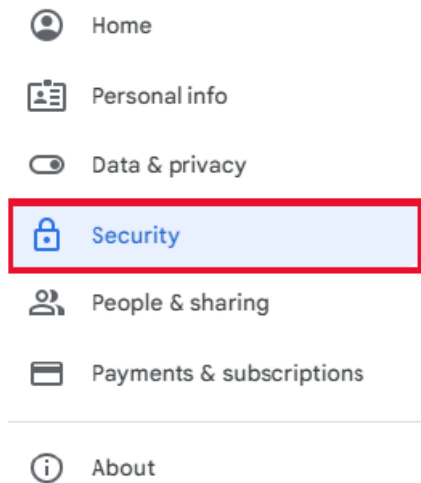 Home
Personal info
Data & privacy
Security
People & sharing
Payments & subscriptions
About